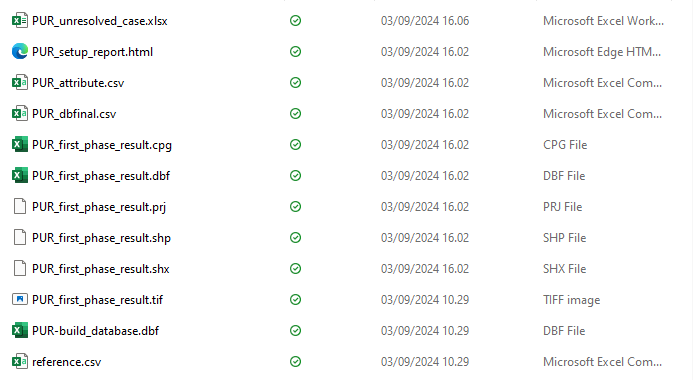 PUR_unresolved_case.xlsx 03/09/2024 16.06 Microsoft Excel Work...
PUR_setup_report.html 03/09/2024 16.02 Microsoft Edge HTM...
PUR_attribute.csv 03/09/2024 16.02 Microsoft Excel Com...
PUR_dbfinal.csv 03/09/2024 16.02 Microsoft Excel Com...
PUR_first_phase_result.cpg 03/09/2024 16.02 CPG File
PUR_first_phase_result.dbf 03/09/2024 16.02 DBF File
PUR_first_phase_result.prj 03/09/2024 16.02 PRJ File
PUR_first_phase_result.shp 03/09/2024 16.02 SHP File
PUR_first_phase_result.shx 03/09/2024 16.02 SHX File
PUR_first_phase_result.tif 03/09/2024 10.29 TIFF image
PUR-build_database.dbf 03/09/2024 10.29 DBF File
reference.csv 03/09/2024 10.29 Microsoft Excel Com...